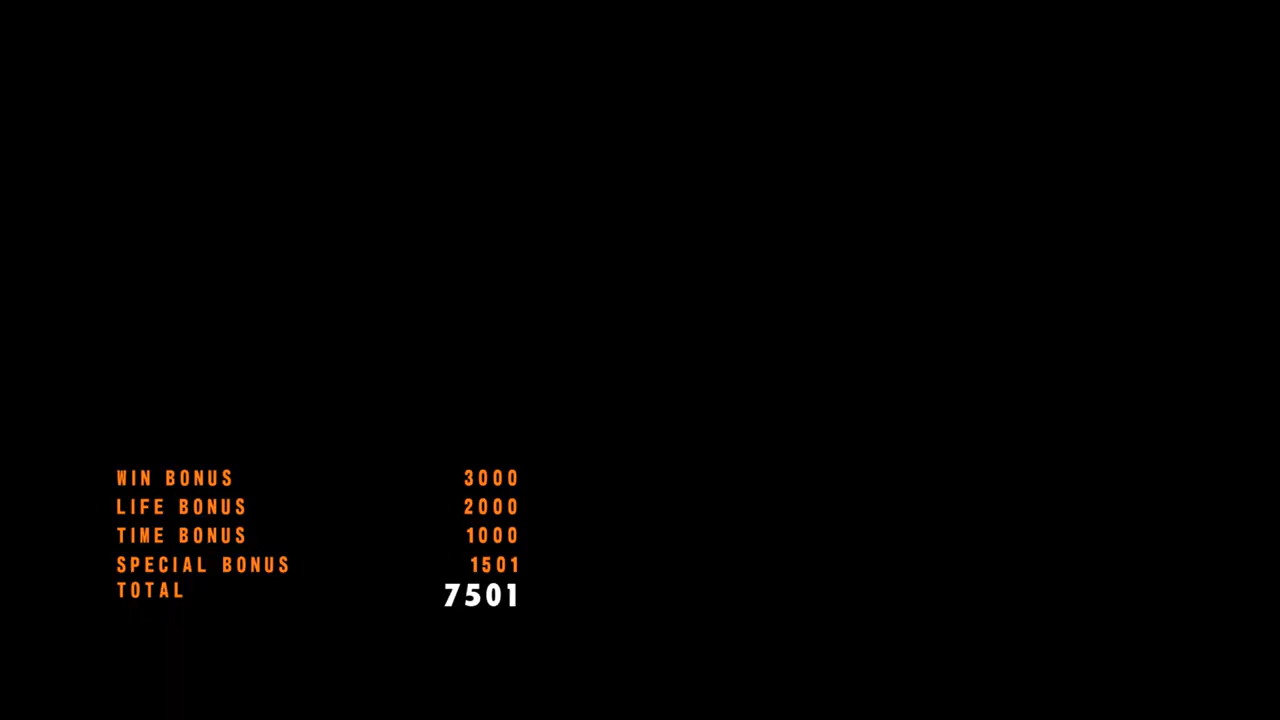 WIN BONUS 3000
LIFE BONUS 2000
TIME BONUS 1000
SPECIAL BONUS 1501
TOTAL 7501